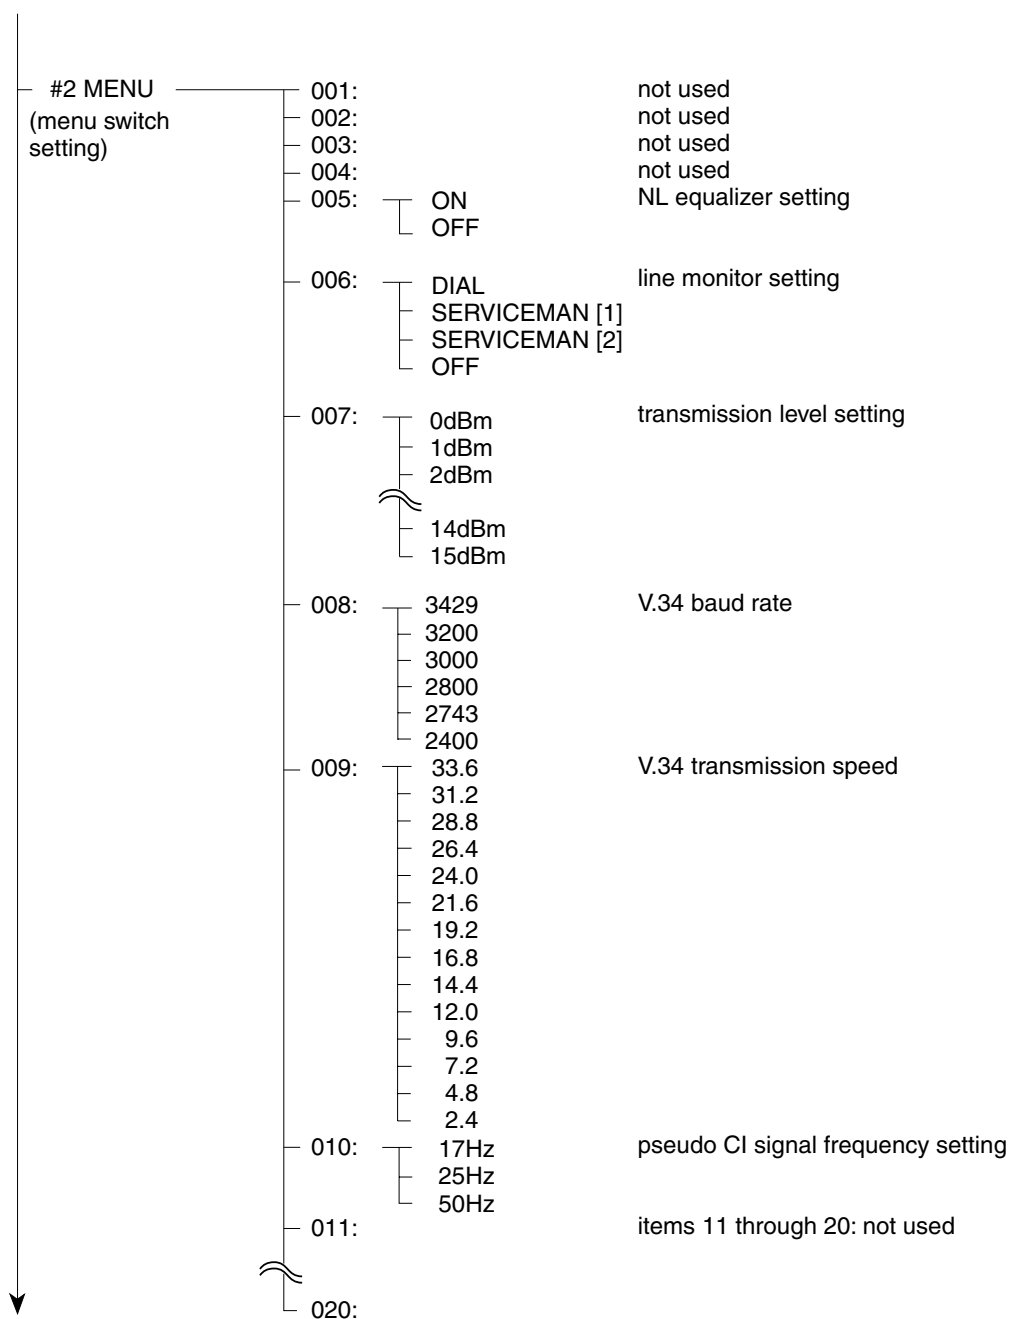 #2 MENU 001: not used
(menu switch 002: not used
setting) 003: not used
004: not used
005: ON NL equalizer setting
OFF
006: DIAL line monitor setting
SERVICEMAN [1]
SERVICEMAN [2]
OFF
007: 0dBm transmission level setting
1dBm
2dBm
14dBm
15dBm
008: 3429 V.34 baud rate
3200
3000
2800
2743
2400
009: 33.6 V.34 transmission speed
31.2
28.8
26.4
24.0
21.6
19.2
16.8
14.4
12.0
9.6
7.2
4.8
2.4
010: 17Hz pseudo CI signal frequency setting
25Hz
50Hz
011: items 11 through 20: not used
020: